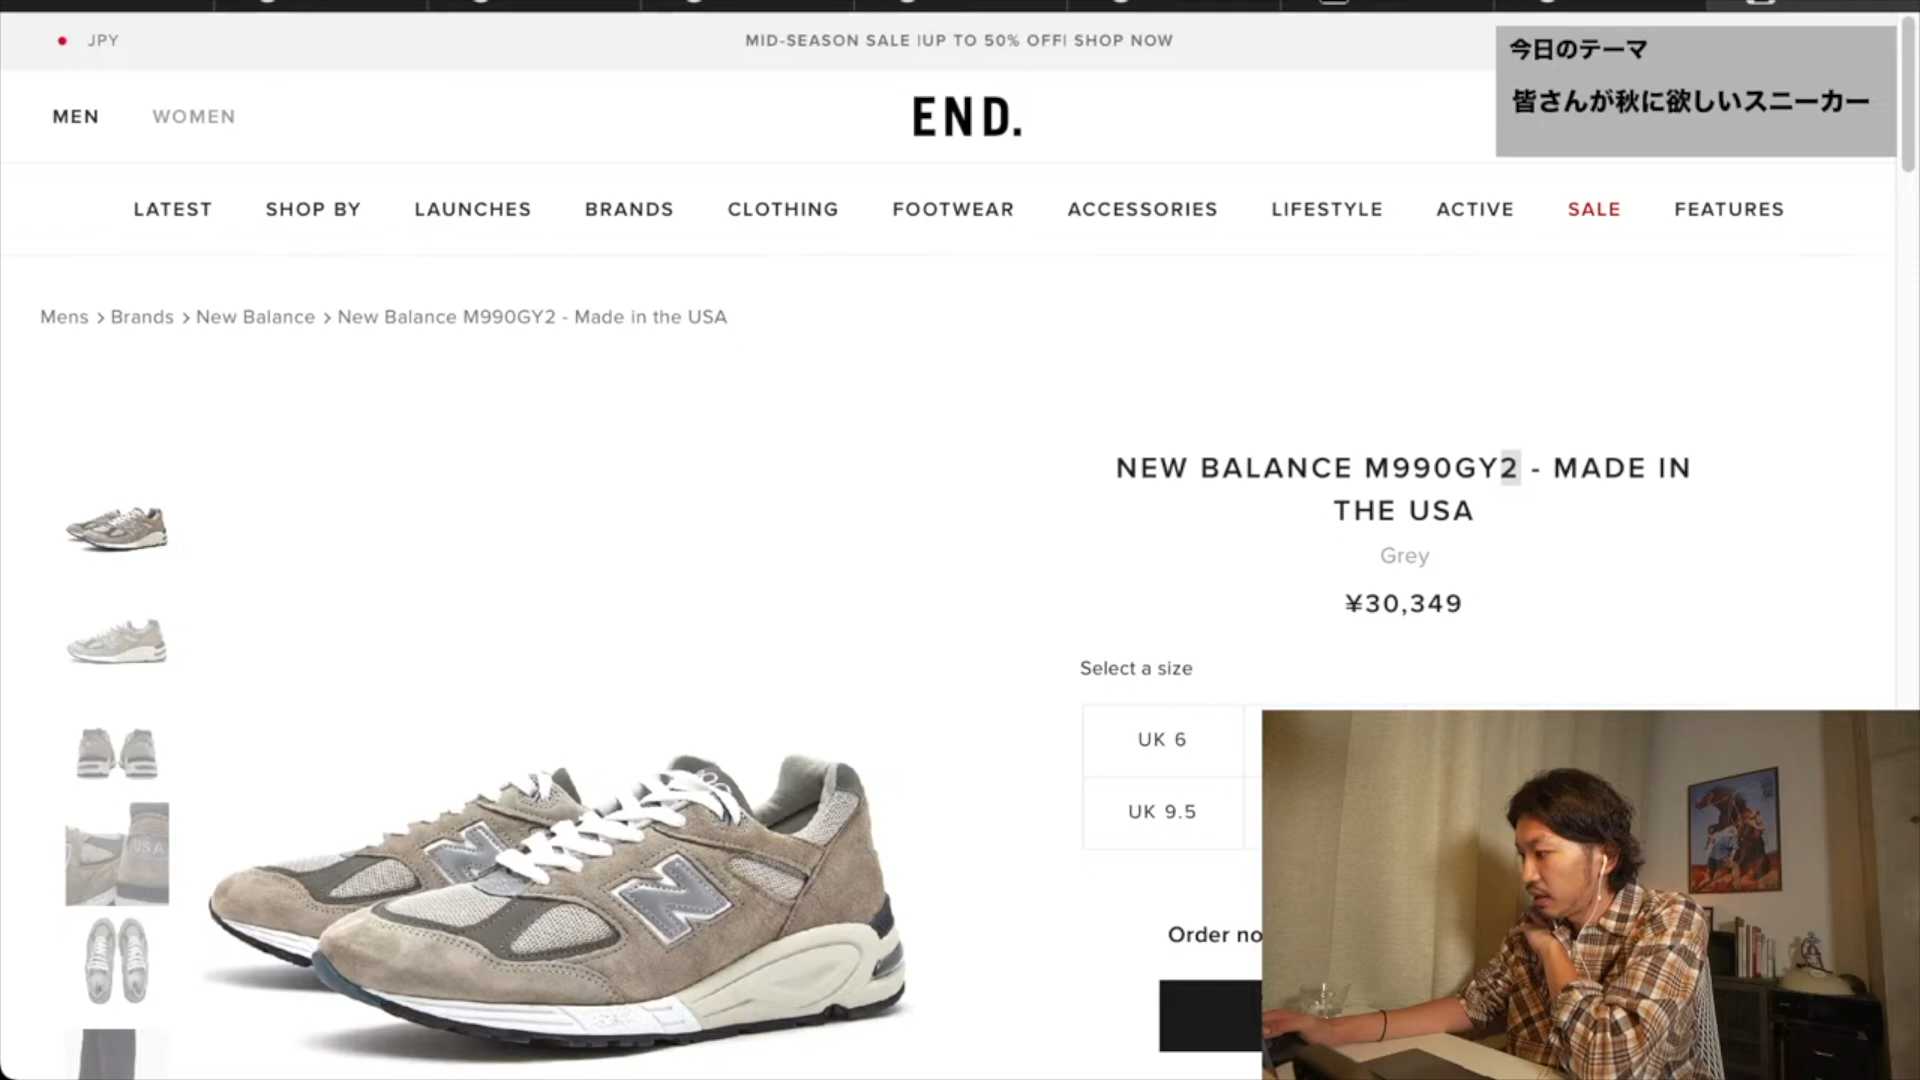 JPY
MID-SEASON SALE |UP TO 50% OFF| SHOP NOW
今日のテーマ
皆さんが秋に欲しいスニーカー
MEN
WOMEN
END.
LATEST
SHOP BY
LAUNCHES
BRANDS
CLOTHING
FOOTWEAR
ACCESSORIES
LIFESTYLE
ACTIVE
SALE
FEATURES
Mens > Brands > New Balance > New Balance M990GY2 - Made in the USA
NEW BALANCE M990GY2 - MADE IN
THE USA
Grey
¥30,349
Select a size
UK 6
UK 9.5
Order no
USA
N
N